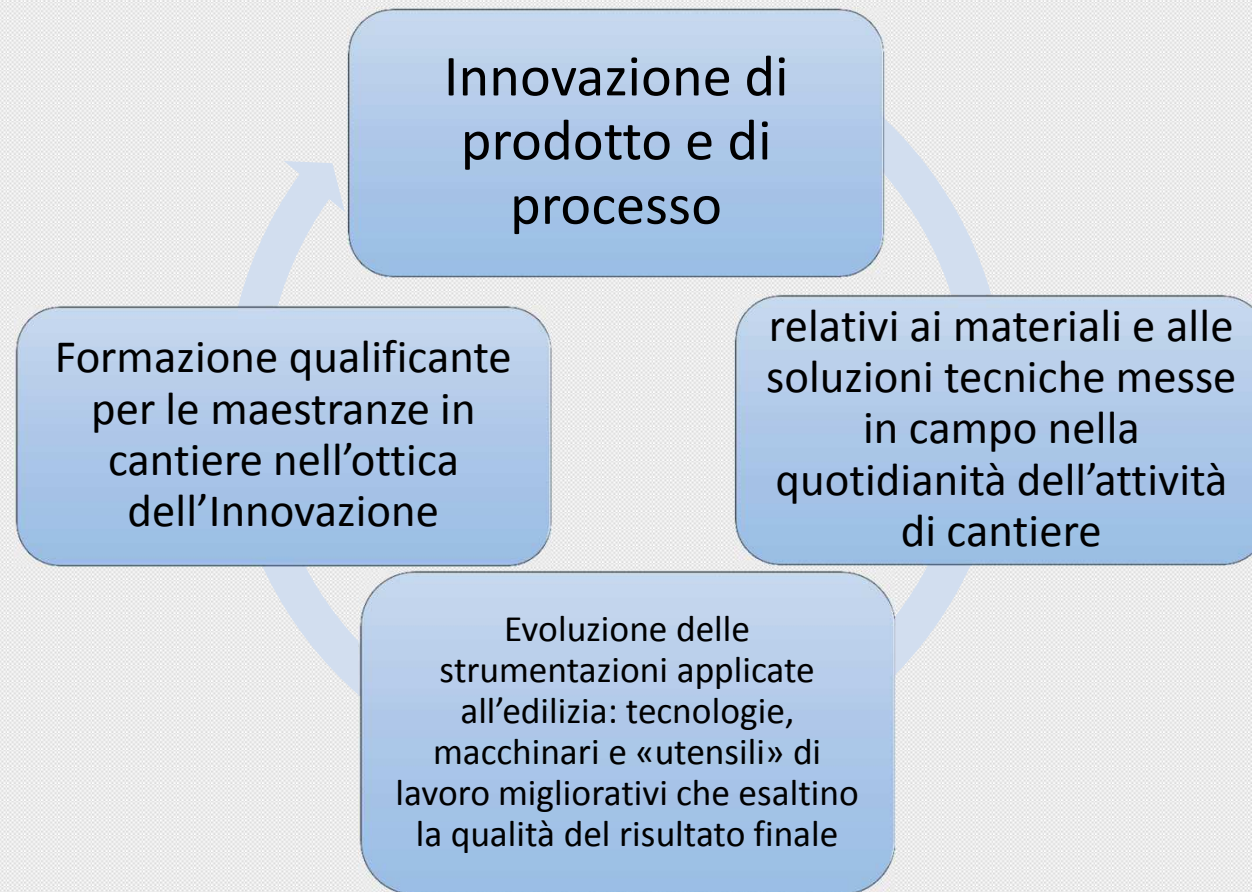 Innovazione di
prodotto e di
processo
relativi ai materiali e alle
soluzioni tecniche messe
in campo nella
quotidianità dell’attività
di cantiere
Evoluzione delle
strumentazioni applicate
all’edilizia: tecnologie,
macchinari e «utensili» di
lavoro migliorativi che esaltino
la qualità del risultato finale
Formazione qualificante
per le maestranze in
cantiere nell’ottica
dell’Innovazione